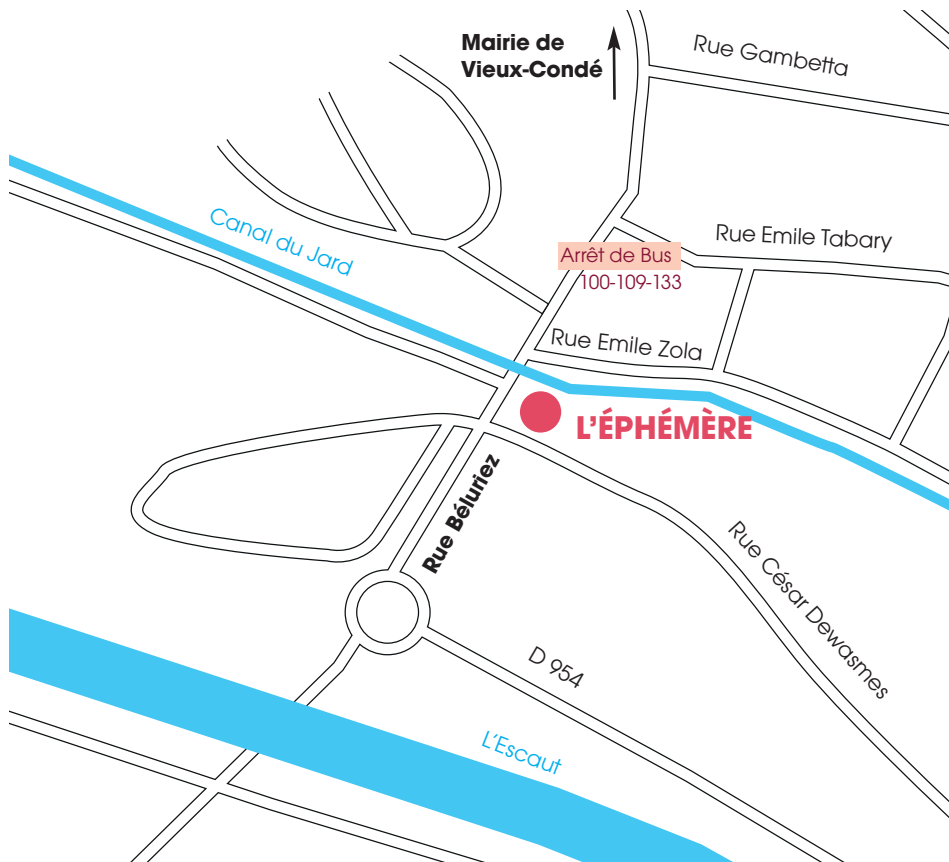 Mairie de
Vieux-Condé
Rue Gambetta
Canal du Jard
Rue Emile Tabary
Arrêt de Bus
100-109-133
Rue Emile Zola
L'ÉPHÉMÈRE
Rue Béluriez
Rue César Dewasmes
D 954
L'Escaut